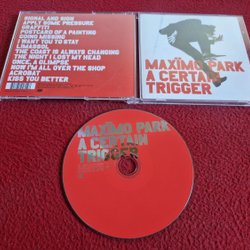 SIGNAL AND SIGN
APPLY SOME PRESSURE
GRAFFITI
POSTCARD OF A PAINTING
GOING MISSING
I WANT YOU TO STAY
LIMASSOL
THE COAST IS ALWAYS CHANGING
THE NIGHT I LOST MY HEAD
ONCE, A GLIMPSE
NOW I'M ALL OVER THE SHOP
ACROBAT
KISS YOU BETTER
MAXÏMO PARK
A CERTAIN
TRIGGER
MAXÏMO PARK
A CERTAIN
TRIGGER